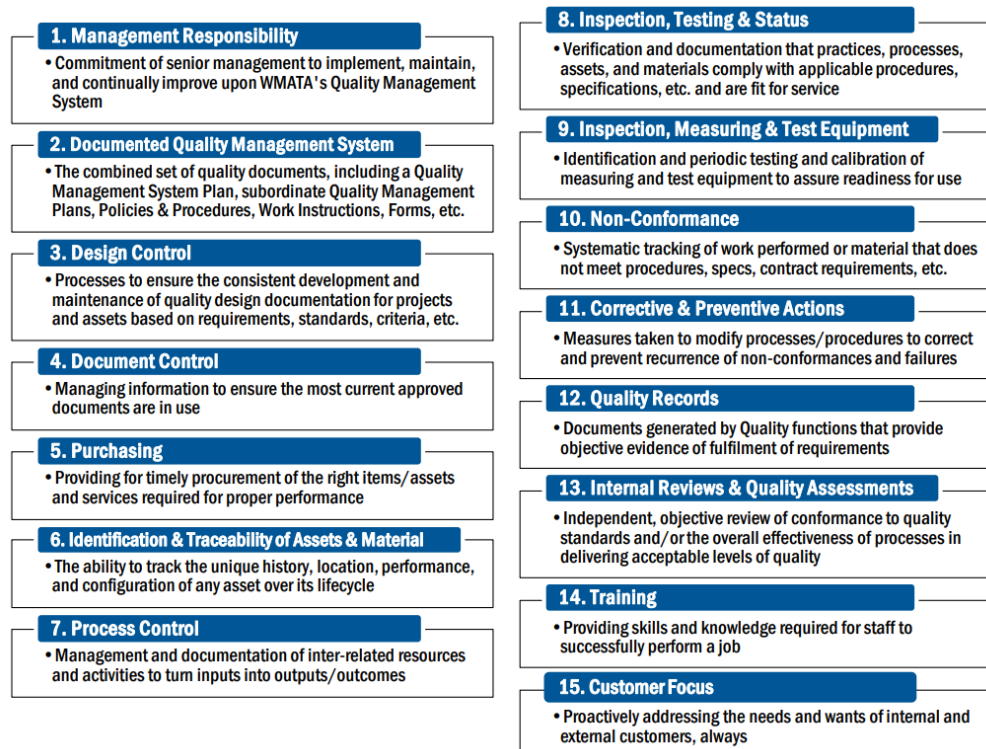 1. Management Responsibility
• Commitment of senior management to implement, maintain,
and continually improve upon WMATA's Quality Management
System
2. Documented Quality Management System
• The combined set of quality documents, including a Quality
Management System Plan, subordinate Quality Management
Plans, Policies & Procedures, Work Instructions, Forms, etc.
3. Design Control
• Processes to ensure the consistent development and
maintenance of quality design documentation for projects
and assets based on requirements, standards, criteria, etc.
4. Document Control
• Managing information to ensure the most current approved
documents are in use
5. Purchasing
• Providing for timely procurement of the right items/assets
and services required for proper performance
6. Identification & Traceability of Assets & Material
• The ability to track the unique history, location, performance,
and configuration of any asset over its lifecycle
7. Process Control
• Management and documentation of inter-related resources
and activities to turn inputs into outputs/outcomes
8. Inspection, Testing & Status
• Verification and documentation that practices, processes,
assets, and materials comply with applicable procedures,
specifications, etc. and are fit for service
9. Inspection, Measuring & Test Equipment
• Identification and periodic testing and calibration of
measuring and test equipment to assure readiness for use
10. Non-Conformance
• Systematic tracking of work performed or material that does
not meet procedures, specs, contract requirements, etc.
11. Corrective & Preventive Actions
• Measures taken to modify processes/procedures to correct
and prevent recurrence of non-conformances and failures
12. Quality Records
• Documents generated by Quality functions that provide
objective evidence of fulfilment of requirements
13. Internal Reviews & Quality Assessments
• Independent, objective review of conformance to quality
standards and/or the overall effectiveness of processes in
delivering acceptable levels of quality
14. Training
• Providing skills and knowledge required for staff to
successfully perform a job
15. Customer Focus
• Proactively addressing the needs and wants of internal and
external customers, always